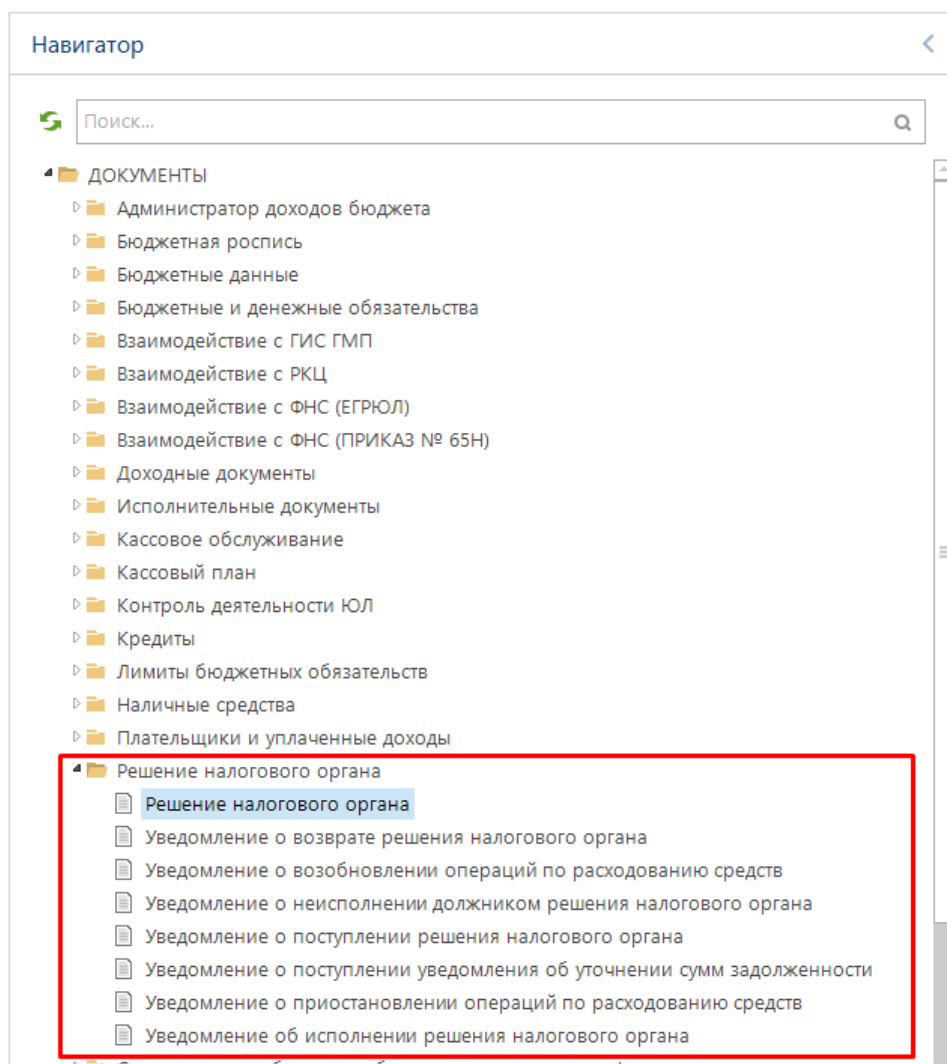 Навигатор
Поиск...
ДОКУМЕНТЫ
Администратор доходов бюджета
Бюджетная роспись
Бюджетные данные
Бюджетные и денежные обязательства
Взаимодействие с ГИС ГМП
Взаимодействие с РКЦ
Взаимодействие с ФНС (ЕГРЮЛ)
Взаимодействие с ФНС (ПРИКАЗ № 65Н)
Доходные документы
Исполнительные документы
Кассовое обслуживание
Кассовый план
Контроль деятельности ЮЛ
Кредиты
Лимиты бюджетных обязательств
Наличные средства
Плательщики и уплаченные доходы
Решение налогового органа
Решение налогового органа
Уведомление о возврате решения налогового органа
Уведомление о возобновлении операций по расходованию средств
Уведомление о неисполнении должником решения налогового органа
Уведомление о поступлении решения налогового органа
Уведомление о поступлении уведомления об уточнении сумм задолженности
Уведомление о приостановлении операций по расходованию средств
Уведомление об исполнении решения налогового органа